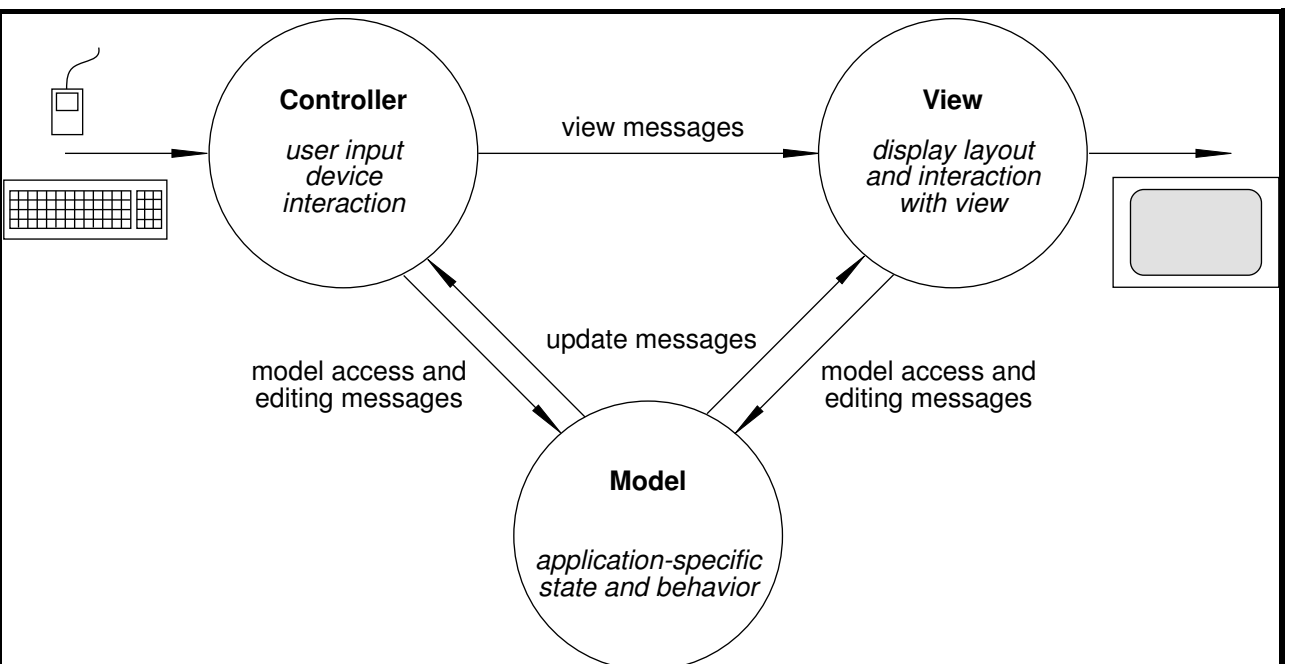 Controller
user input
device
interaction
view messages
View
display layout
and interaction
with view
update messages
model access and
editing messages
model access and
editing messages
Model
application-specific
state and behavior